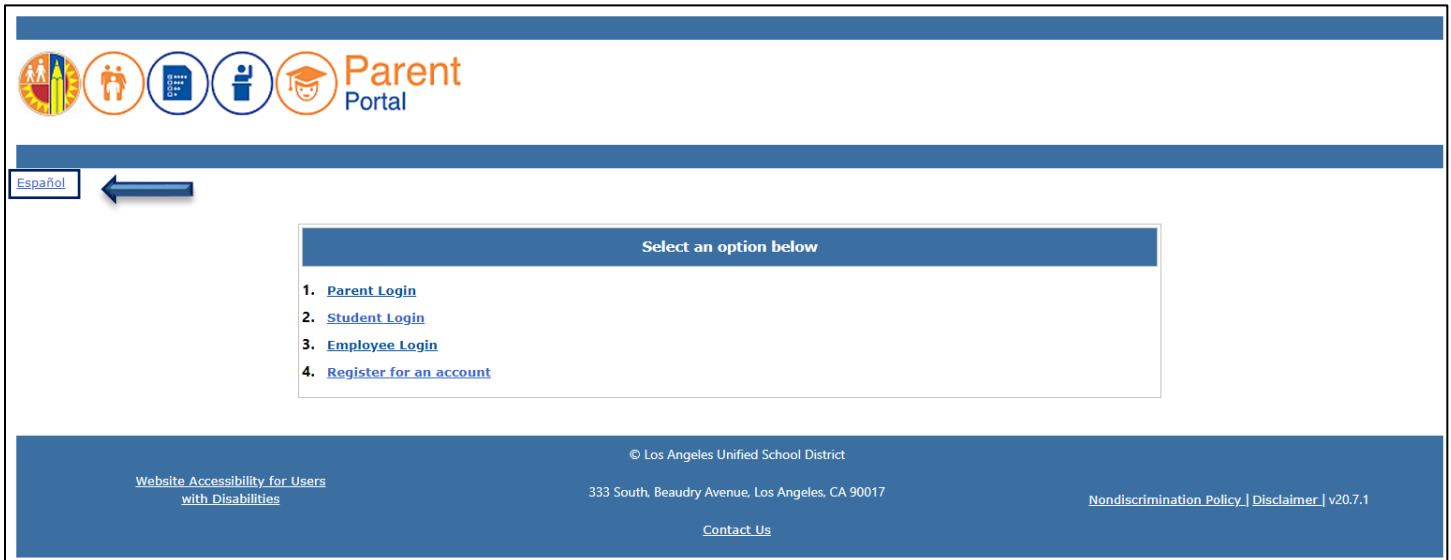 Parent
Portal
Español
Select an option below
1. Parent Login
2. Student Login
3. Employee Login
4. Register for an account
Website Accessibility for Users
with Disabilities
© Los Angeles Unified School District
333 South, Beaudry Avenue, Los Angeles, CA 90017
Contact Us
Nondiscrimination Policy | Disclaimer | v20.7.1